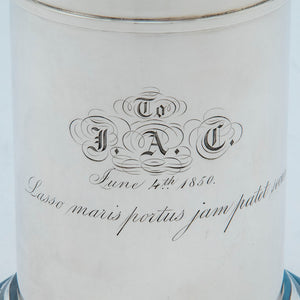 To
J. A. C.
June 4th 1850.
Lasso maris portus jam patet